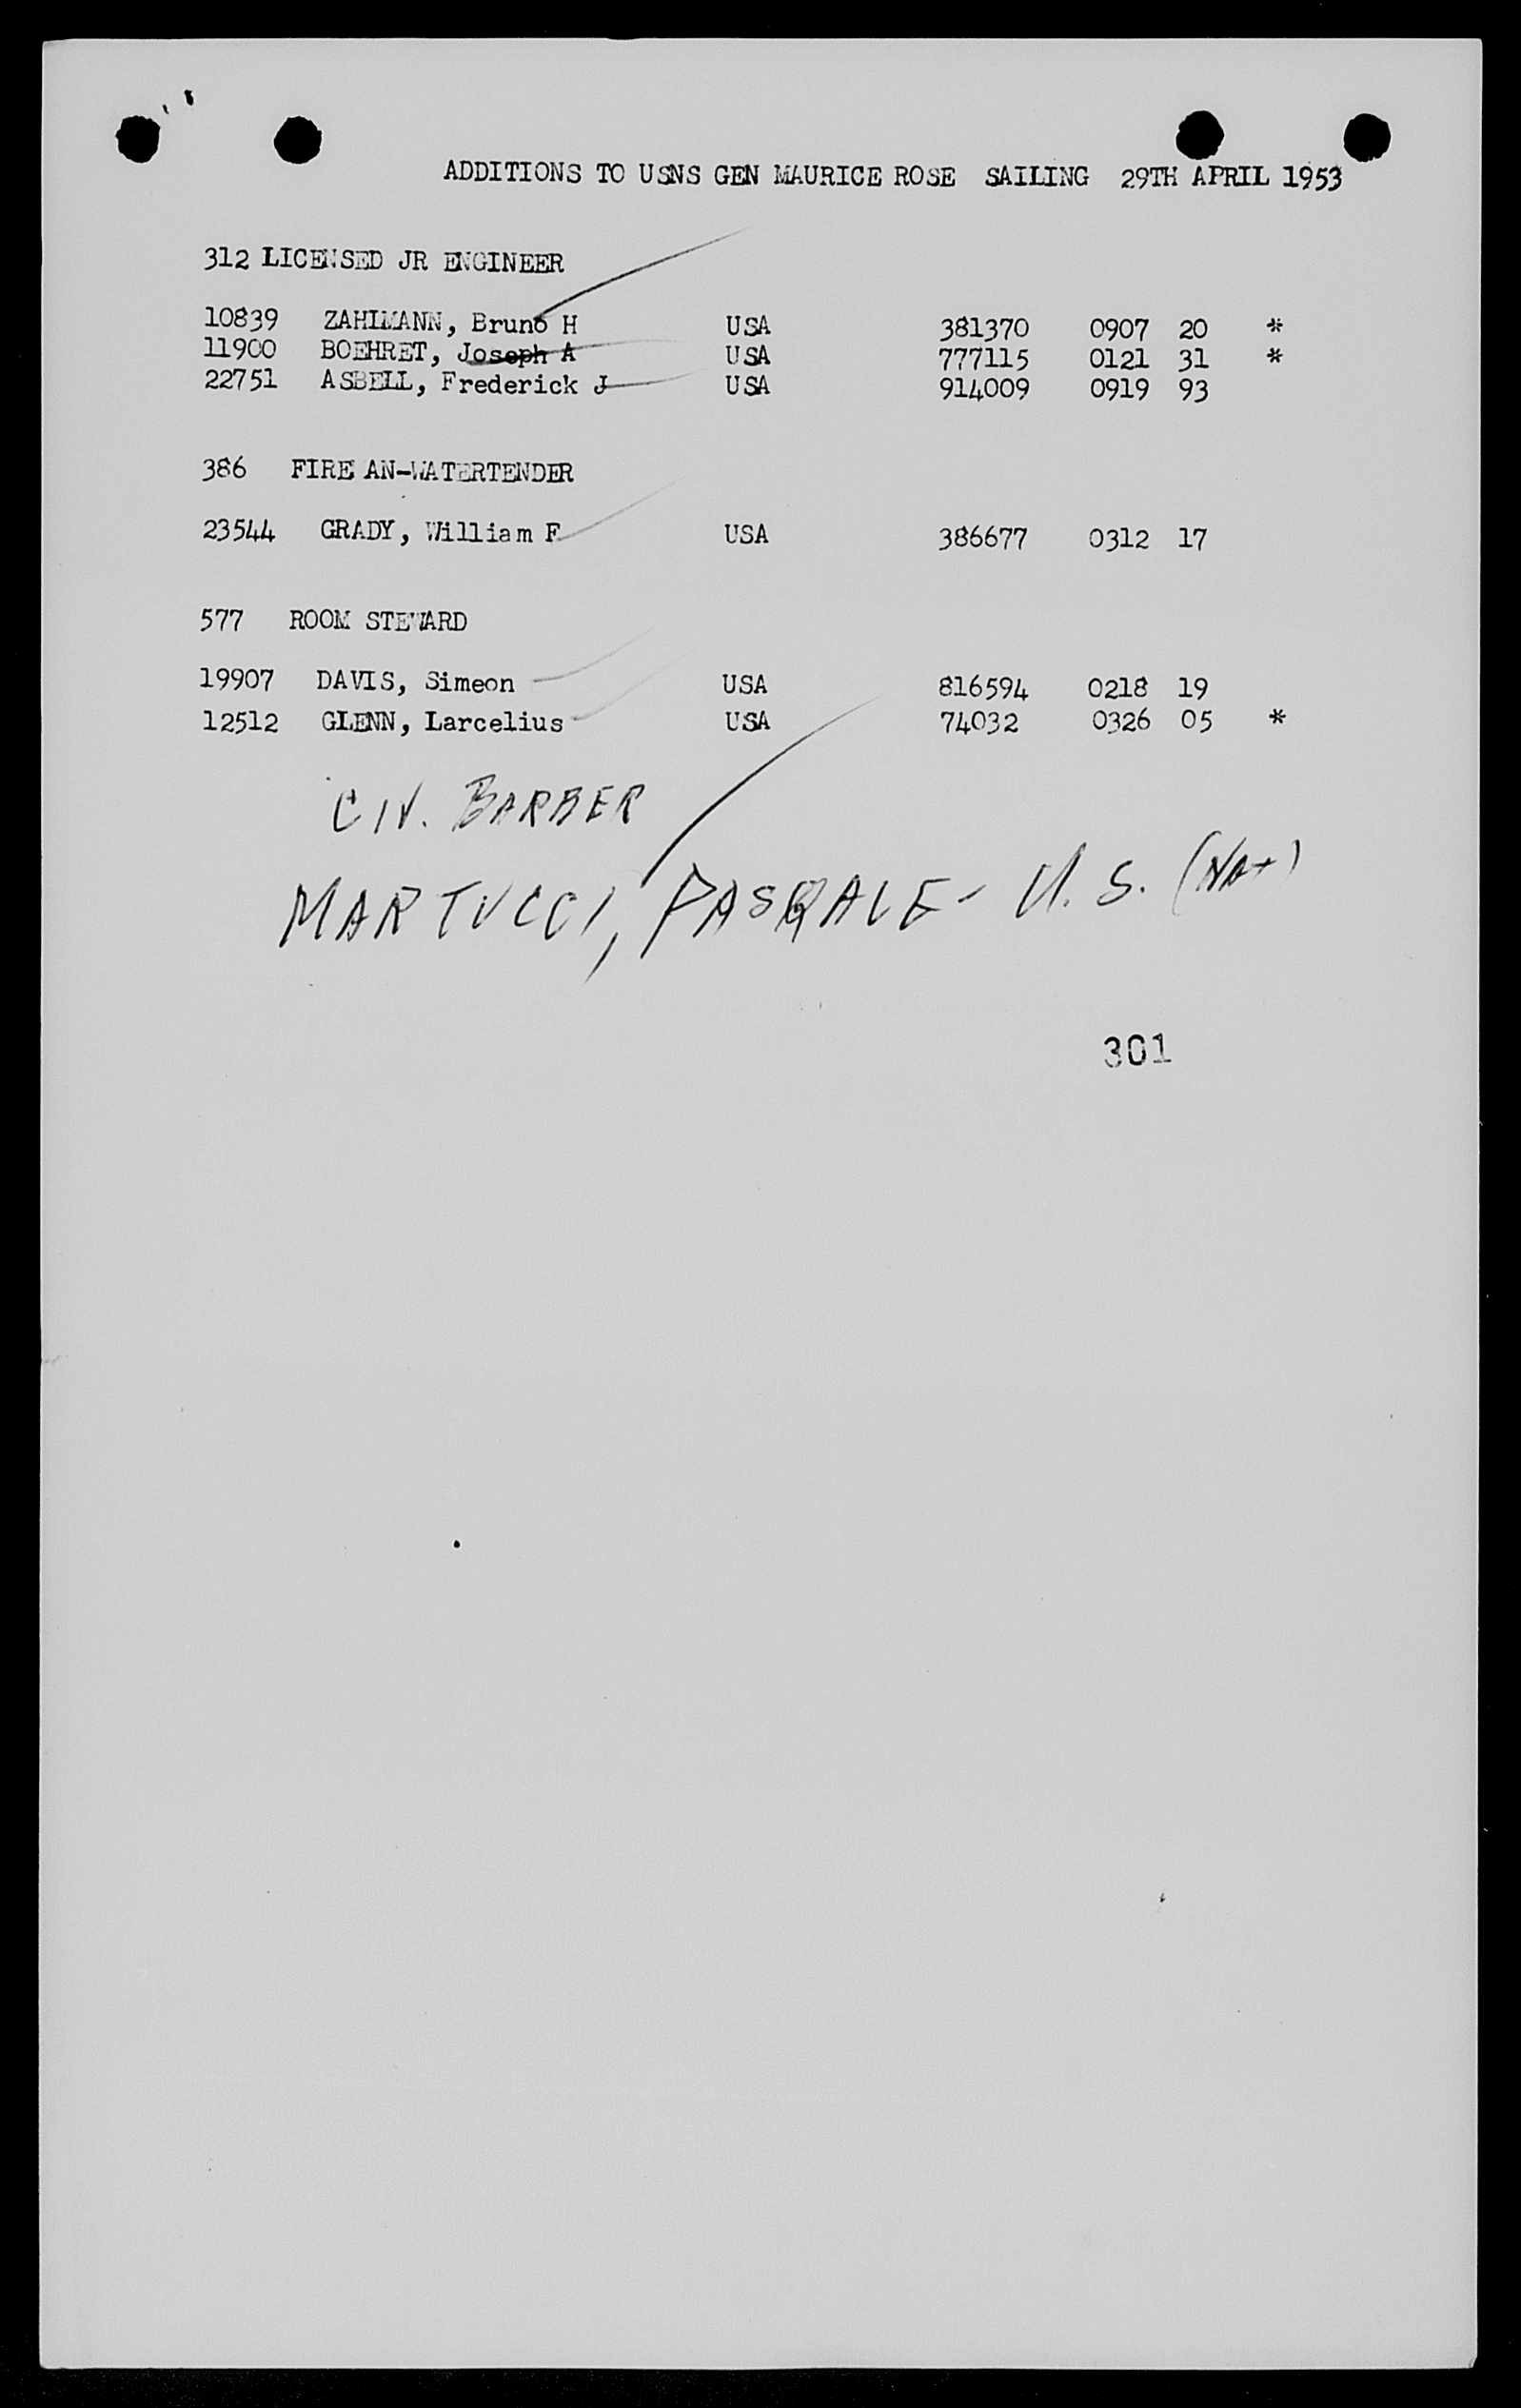 ADDITIONS TO USNS GEN MAURICE ROSE SAILING 29TH APRIL 1953
312 LICENSED JR ENGINEER
10839 ZAHLMANN, Bruno H USA 381370 0907 20 *
11900 BOEHRET, Joseph A USA 777115 0121 31 *
22751 ASBELL, Frederick J USA 914009 0919 93
386 FIREMAN-WATERTENDER
23544 GRADY, William F USA 386677 0312 17
577 ROOM STEWARD
19907 DAVIS, Simeon USA 816594 0218 19
12512 GLENN, Larcelius USA 74032 0326 05 *
CIV. BARBER
MARTUCCI, PASQALE - U.S. (Nat)
301